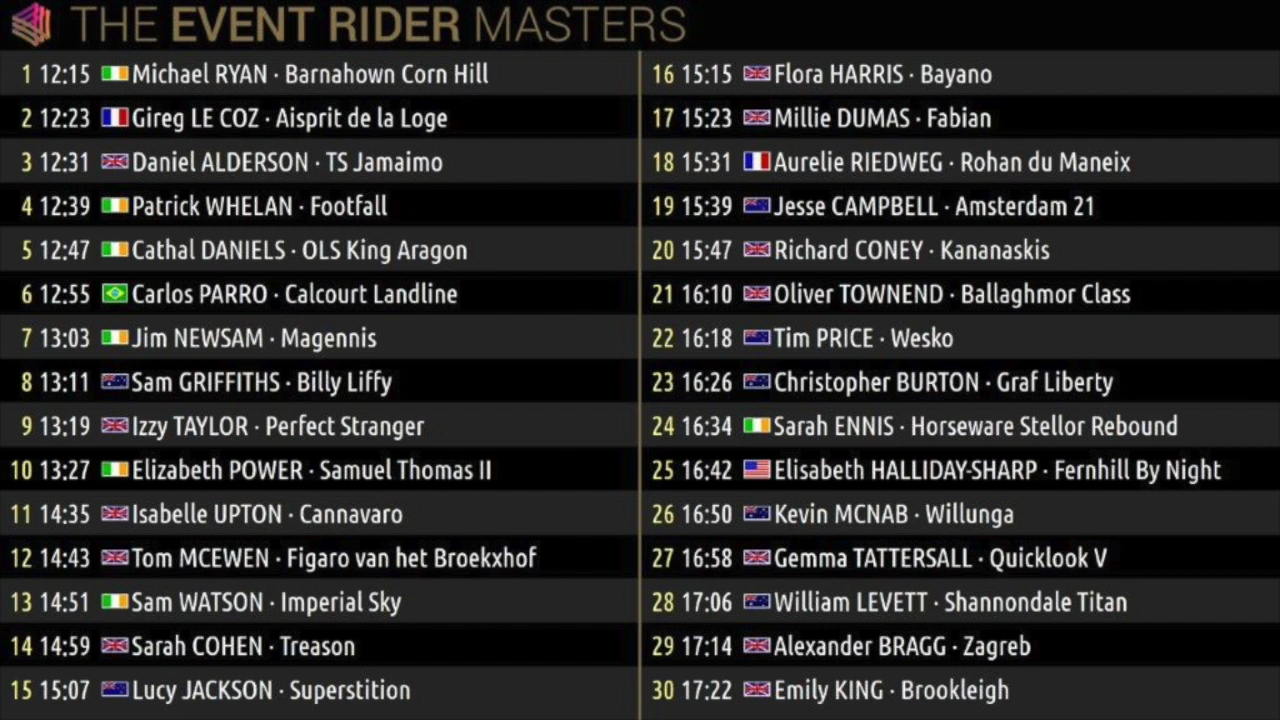 THE EVENT RIDER MASTERS
1 12:15 Michael RYAN · Barnahown Corn Hill
2 12:23 Gireg LE COZ · Aisprit de la Loge
3 12:31 Daniel ALDERSON · TS Jamaimo
4 12:39 Patrick WHELAN · Footfall
5 12:47 Cathal DANIELS · OLS King Aragon
6 12:55 Carlos PARRO · Calcourt Landline
7 13:03 Jim NEWSAM · Magennis
8 13:11 Sam GRIFFITHS · Billy Liffy
9 13:19 Izzy TAYLOR · Perfect Stranger
10 13:27 Elizabeth POWER · Samuel Thomas II
11 14:35 Isabelle UPTON · Cannavaro
12 14:43 Tom MCEWEN · Figaro van het Broekxhof
13 14:51 Sam WATSON · Imperial Sky
14 14:59 Sarah COHEN · Treason
15 15:07 Lucy JACKSON · Superstition
16 15:15 Flora HARRIS · Bayano
17 15:23 Millie DUMAS · Fabian
18 15:31 Aurelie RIEDWEG · Rohan du Maneix
19 15:39 Jesse CAMPBELL · Amsterdam 21
20 15:47 Richard CONEY · Kananaskis
21 16:10 Oliver TOWNEND · Ballaghmor Class
22 16:18 Tim PRICE · Wesko
23 16:26 Christopher BURTON · Graf Liberty
24 16:34 Sarah ENNIS · Horseware Stellor Rebound
25 16:42 Elisabeth HALLIDAY-SHARP · Fernhill By Night
26 16:50 Kevin MCNAB · Willunga
27 16:58 Gemma TATTERSALL · Quicklook V
28 17:06 William LEVETT · Shannondale Titan
29 17:14 Alexander BRAGG · Zagreb
30 17:22 Emily KING · Brookleigh